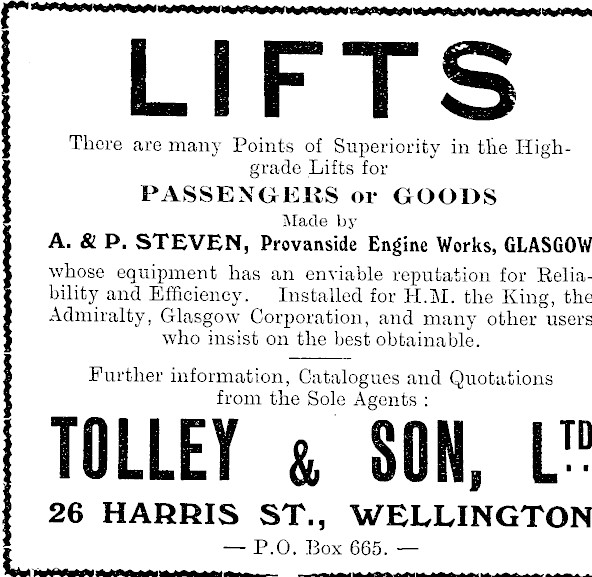 LIFTS
There are many Points of Superiority in the High-
grade Lifts for
PASSENGERS or GOODS
Made by
A. & P. STEVEN, Provanside Engine Works, GLASGOW
whose equipment has an enviable reputation for Relia-
bility and Efficiency. Installed for H.M. the King, the
Admiralty, Glasgow Corporation, and many other users
who insist on the best obtainable.
Further information, Catalogues and Quotations
from the Sole Agents :
TOLLEY & SON, LTD..
26 HARRIS ST., WELLINGTON
— P.O. Box 665. —